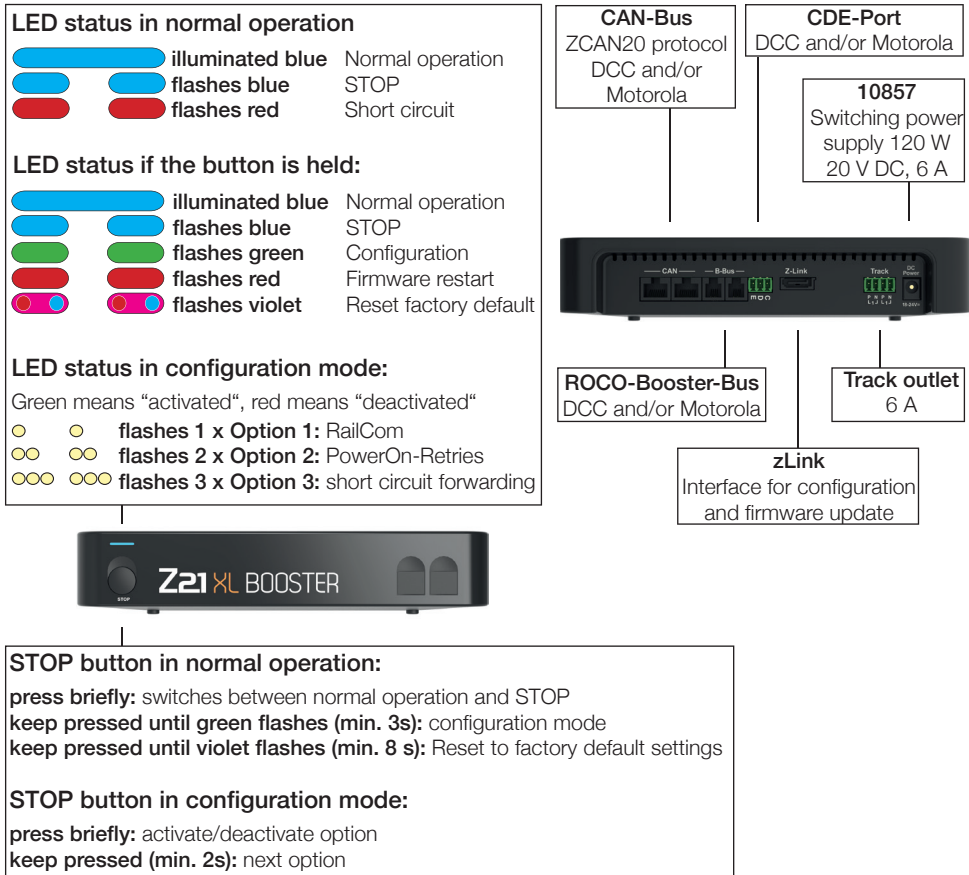 LED status in normal operation
illuminated blue Normal operation
flashes blue STOP
flashes red Short circuit
LED status if the button is held:
illuminated blue Normal operation
flashes blue STOP
flashes green Configuration
flashes red Firmware restart
flashes violet Reset factory default
LED status in configuration mode:
Green means “activated“, red means “deactivated“
flashes 1 x Option 1: RailCom
flashes 2 x Option 2: PowerOn-Retries
flashes 3 x Option 3: short circuit forwarding
CAN-Bus
ZCAN20 protocol
DCC and/or
Motorola
CDE-Port
DCC and/or Motorola
10857
Switching power
supply 120 W
20 V DC, 6 A
CAN B-Bus Z-Link Track DC
Power
E D C
P N P N
18-24V
ROCO-Booster-Bus
DCC and/or Motorola
Track outlet
6 A
zLink
Interface for configuration
and firmware update
Z21 XL BOOSTER
STOP
STOP button in normal operation:
press briefly: switches between normal operation and STOP
keep pressed until green flashes (min. 3s): configuration mode
keep pressed until violet flashes (min. 8 s): Reset to factory default settings
STOP button in configuration mode:
press briefly: activate/deactivate option
keep pressed (min. 2s): next option